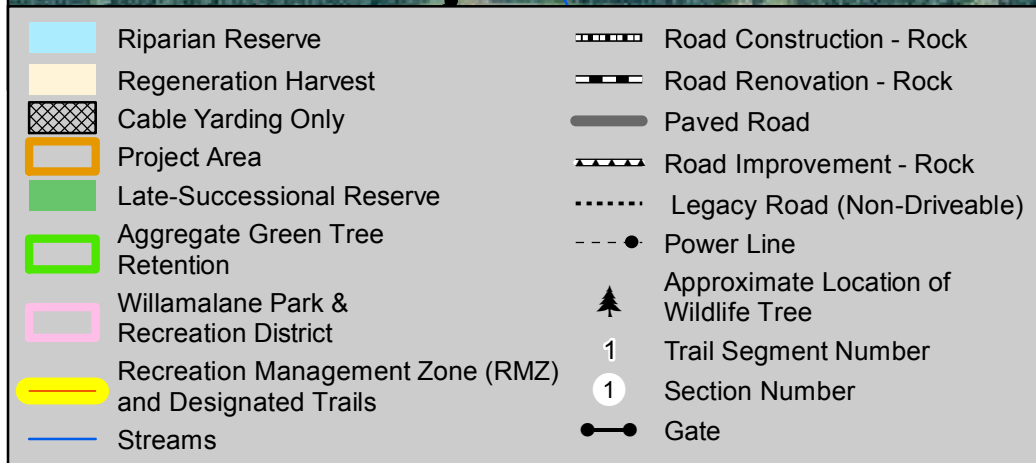 Riparian Reserve
Regeneration Harvest
Cable Yarding Only
Project Area
Late-Successional Reserve
Aggregate Green Tree
Retention
Willamalane Park &
Recreation District
Recreation Management Zone (RMZ)
and Designated Trails
Streams
Road Construction - Rock
Road Renovation - Rock
Paved Road
Road Improvement - Rock
Legacy Road (Non-Driveable)
Power Line
Approximate Location of
Wildlife Tree
1 Trail Segment Number
1 Section Number
Gate